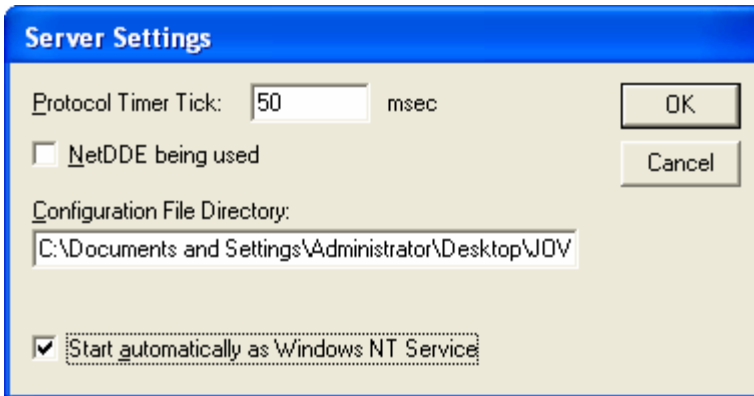 Server Settings
Protocol Timer Tick: 50 msec
OK
NetDDE being used
Cancel
Configuration File Directory:
C:\Documents and Settings\Administrator\Desktop\JOV
Start automatically as Windows NT Service